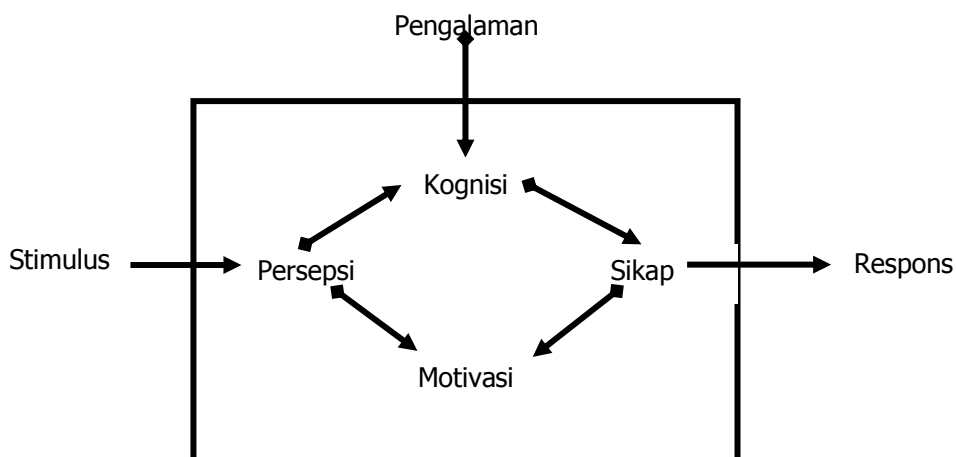 Pengalaman
Kognisi
Stimulus
Persepsi
Sikap
Respons
Motivasi